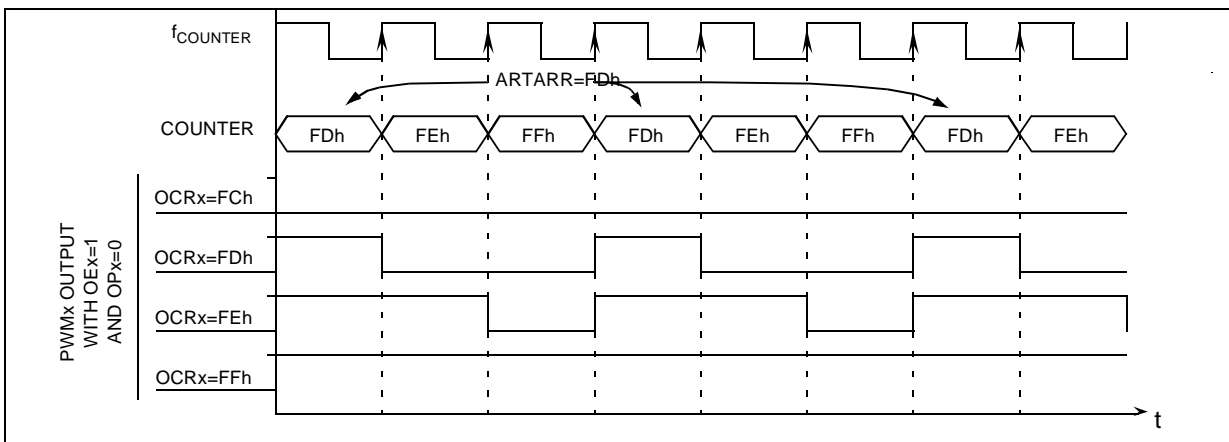 fCOUNTER
ARTARR=FDh
COUNTER
FDh FEh FFh FDh FEh FFh FDh FEh
PWMx OUTPUT
WITH OEx=1
AND OPx=0
OCRx=FCh
OCRx=FDh
OCRx=FEh
OCRx=FFh
t